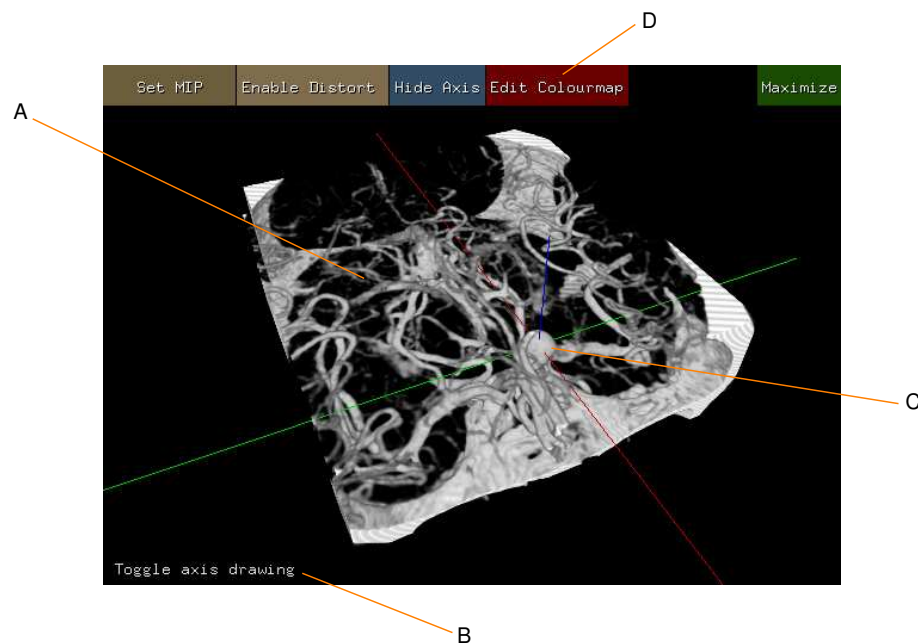 D
Set MIP Enable Distort Hide Axis Edit Colourmap Maximize
A
C
Toggle axis drawing
B